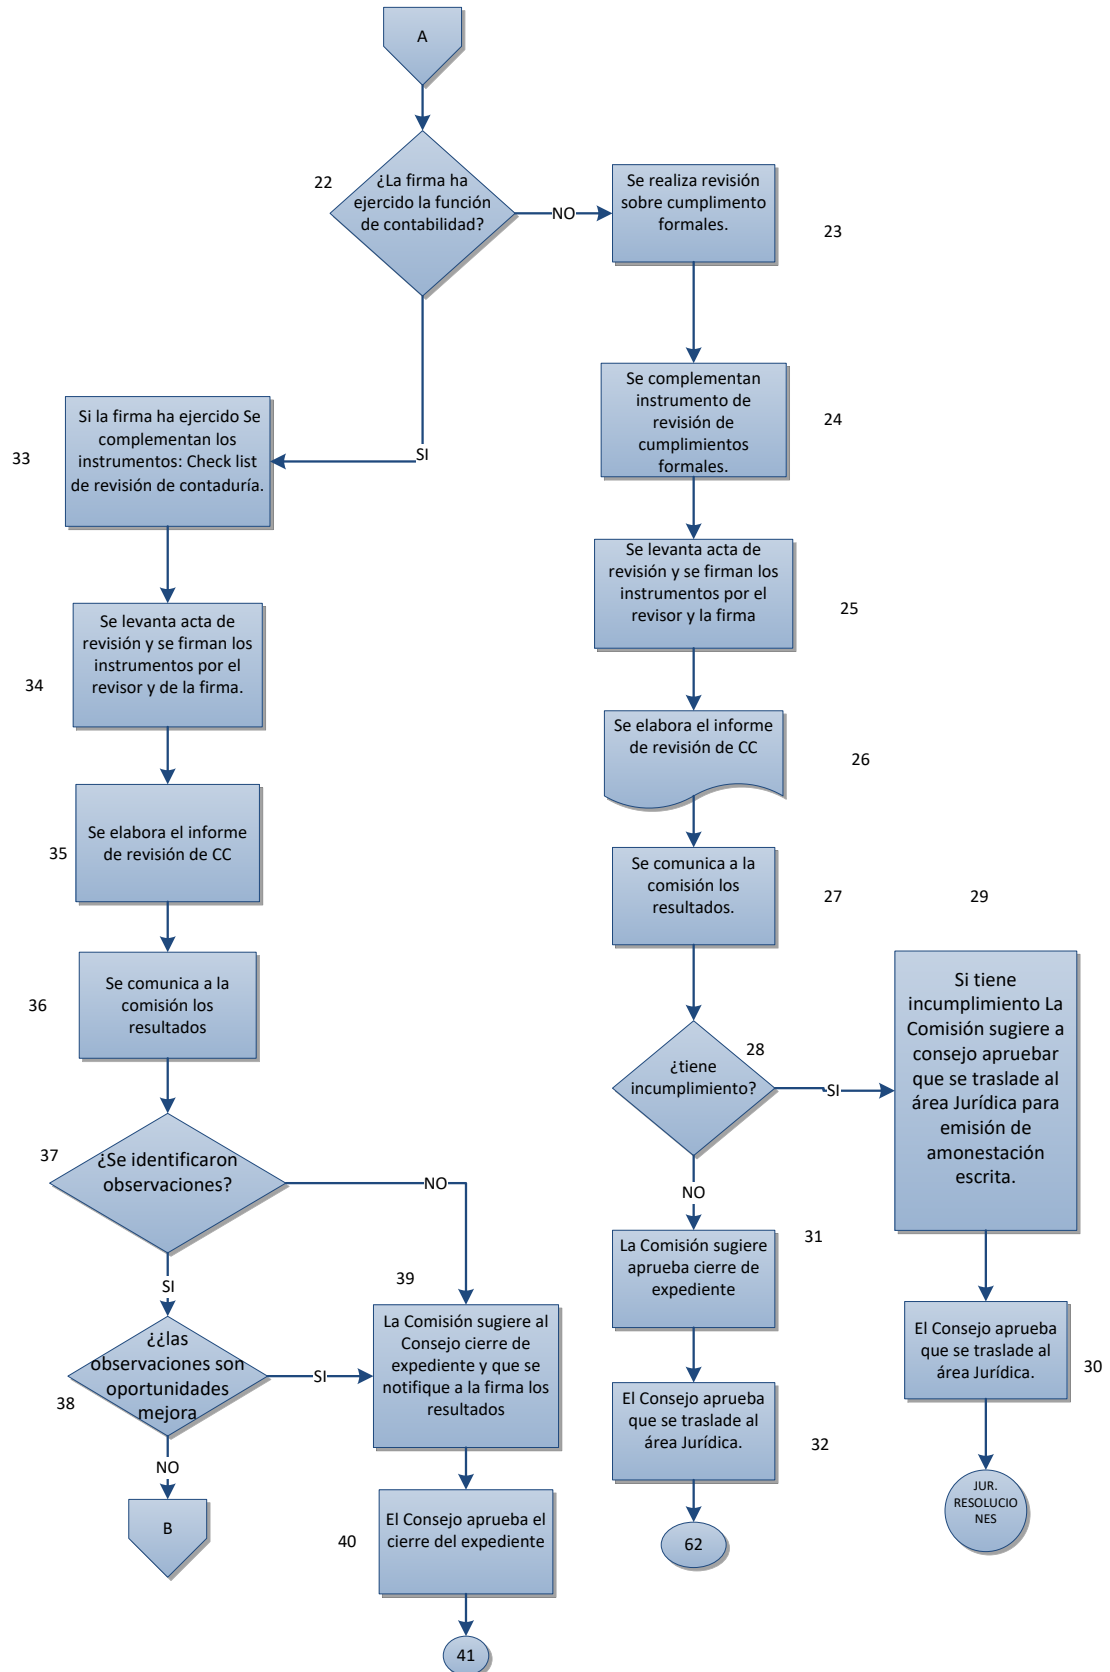 A
22
¿La firma ha
ejercido la función
de contabilidad?
NO
Se realiza revisión
sobre cumplimento
formales.
23
SI
Se complementan
instrumento de
revisión de
cumplimientos
formales.
24
33
Si la firma ha ejercido Se
complementan los
instrumentos: Check list
de revisión de contaduría.
Se levanta acta de
revisión y se firman los
instrumentos por el
revisor y la firma
25
34
Se levanta acta de
revisión y se firman los
instrumentos por el
revisor y de la firma.
Se elabora el informe
de revisión de CC
26
35
Se elabora el informe
de revisión de CC
Se comunica a la
comisión los
resultados.
27
29
36
Se comunica a la
comisión los
resultados
28
¿tiene
incumplimiento?
SI
Si tiene
incumplimiento La
Comisión sugiere a
consejo apruebar
que se traslade al
área Jurídica para
emisión de
amonestación
escrita.
37
¿Se identificaron
observaciones?
NO
NO
31
La Comisión sugiere
aprueba cierre de
expediente
SI
39
La Comisión sugiere al
Consejo cierre de
expediente y que se
notifique a la firma los
resultados
38
¿¿las
observaciones son
oportunidades
mejora
SI
NO
B
El Consejo aprueba
que se traslade al
área Jurídica.
30
El Consejo aprueba
que se traslade al
área Jurídica.
32
JUR.
RESOLUCIO
NES
40
El Consejo aprueba el
cierre del expediente
62
41